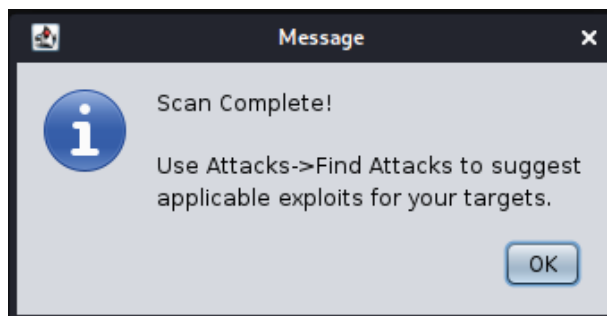 Message
Scan Complete!
Use Attacks->Find Attacks to suggest
applicable exploits for your targets.
OK